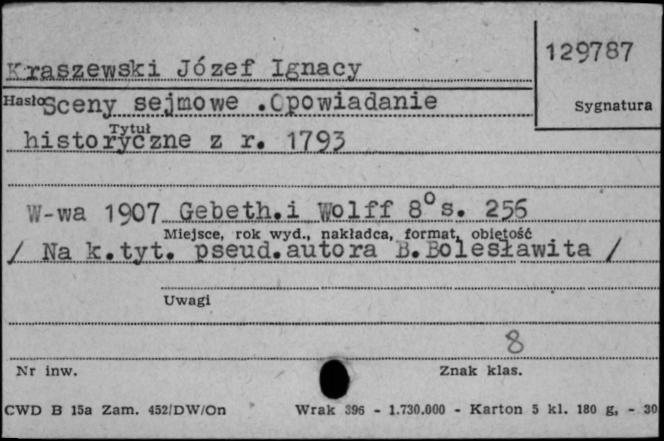 129787
Kraszewski Józef Ignacy
Hasło Sceny sejmowe .Opowiadanie
Sygnatura
Tytuł
historyczne z r. 1793
W-wa 1907 Gebeth.i Wolff 8° s. 256
Miejsce, rok wyd., nakładca, format, objętość
/ Na k.tyt. pseud.autora B.Bolesławita /
Uwagi
8
Nr inw. Znak klas.
CWD B 15a Zam. 452/DW/On Wrak 396 - 1.730.000 - Karton 5 kl. 180 g, - 30